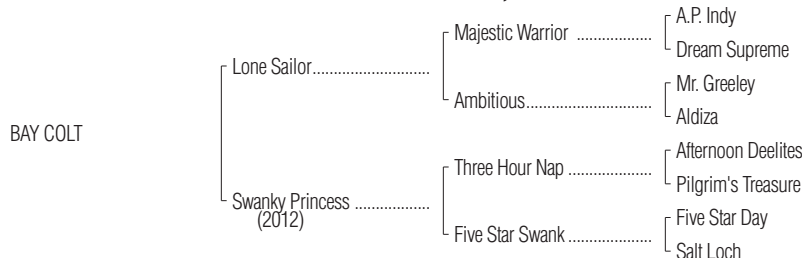 A.P. Indy
Majestic Warrior ..................
Dream Supreme
Lone Sailor............................
Mr. Greeley
Ambitious..............................
Aldiza
BAY COLT
Afternoon Deelites
Three Hour Nap ....................
Pilgrim's Treasure
Swanky Princess ..................
(2012)
Five Star Day
Five Star Swank ....................
Salt Loch